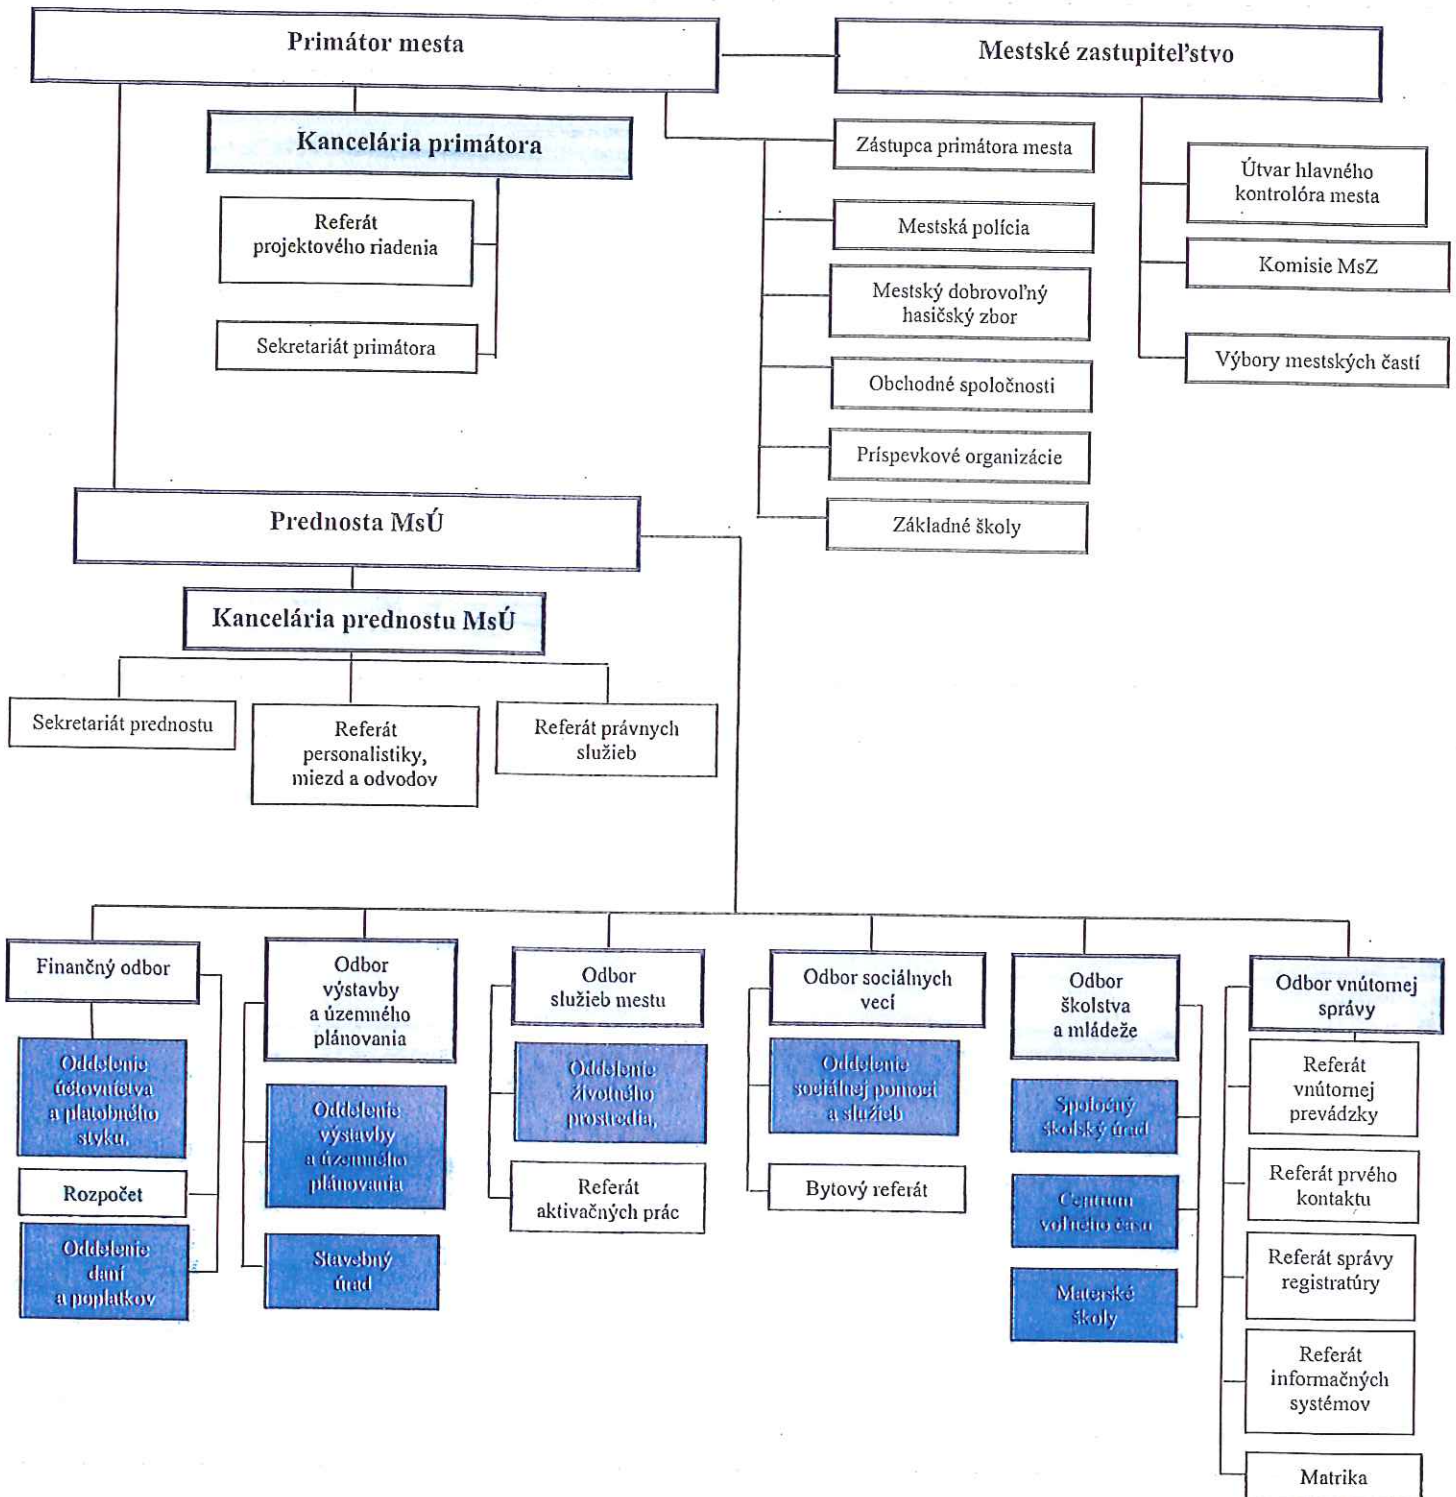 Primátor mesta
Mestské zastupiteľstvo
Kancelária primátora
Referát
projektového riadenia
Sekretariát primátora
Zástupca primátora mesta
Mestská polícia
Mestský dobrovoľný
hasičský zbor
Obchodné spoločnosti
Príspevkové organizácie
Základné školy
Útvar hlavného
kontrolóra mesta
Komisie MsZ
Výbory mestských častí
Prednosta MsÚ
Kancelária prednostu MsÚ
Sekretariát prednostu
Referát
personalistiky,
miezd a odvodov
Referát právnych
služieb
Finančný odbor
Oddelenie
účtovníctva
a platobného
styku.
Rozpočet
Oddelenie
daní
a poplatkov
Odbor
výstavby
a územného
plánovania
Oddelenie
výstavby
a územného
plánovania
Stavebný
úrad
Odbor
služieb mestu
Oddelenie
životného
prostredia,
Referát
aktivačných prác
Odbor sociálnych
vecí
Oddelenie
sociálnej pomoci
a služieb
Bytový referát
Odbor
školstva
a mládeže
Spoločný
školský úrad
Centrum
voľného času
Materské
školy
Odbor vnútornej
správy
Referát
vnútornej
prevádzky
Referát prvého
kontaktu
Referát správy
registratúry
Referát
informačných
systémov
Matrika